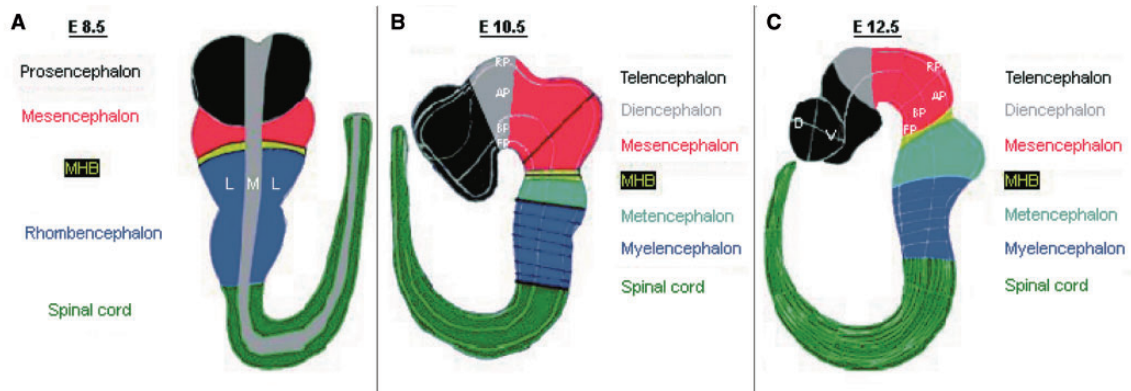 A
E 8.5
Prosencephalon
Mesencephalon
MHB
L M L
Rhombencephalon
Spinal cord
B
E 10.5
RP
AP
BP
FP
Telencephalon
Diencephalon
Mesencephalon
MHB
Metencephalon
Myelencephalon
Spinal cord
C
E 12.5
RP
AP
BP
FP
D
V
Telencephalon
Diencephalon
Mesencephalon
MHB
Metencephalon
Myelencephalon
Spinal cord